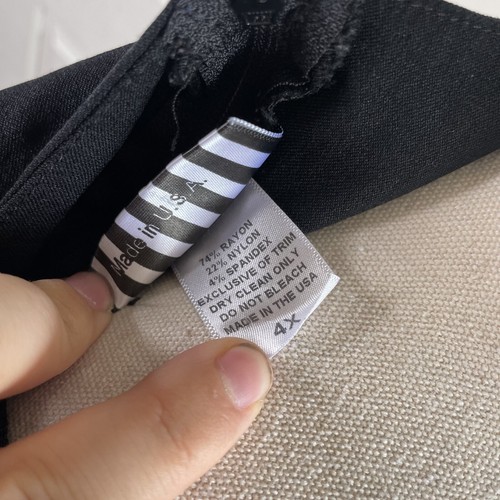 Made in U.S.A.
74% RAYON
22% NYLON
4% SPANDEX
EXCLUSIVE OF TRIM
DRY CLEAN ONLY
DO NOT BLEACH
MADE IN THE USA
4X